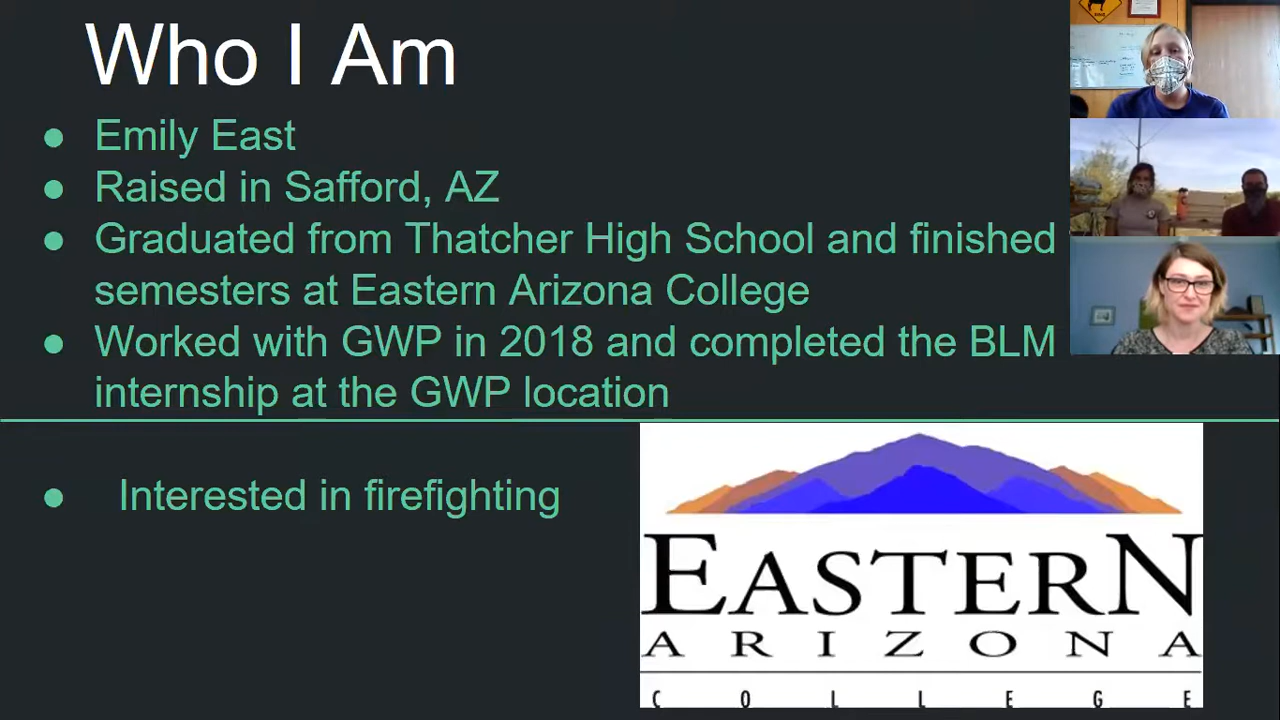 Who I Am
● Emily East
● Raised in Safford, AZ
● Graduated from Thatcher High School and finished
semesters at Eastern Arizona College
● Worked with GWP in 2018 and completed the BLM
internship at the GWP location
● Interested in firefighting
EASTERN
ARIZONA
COLLEGE